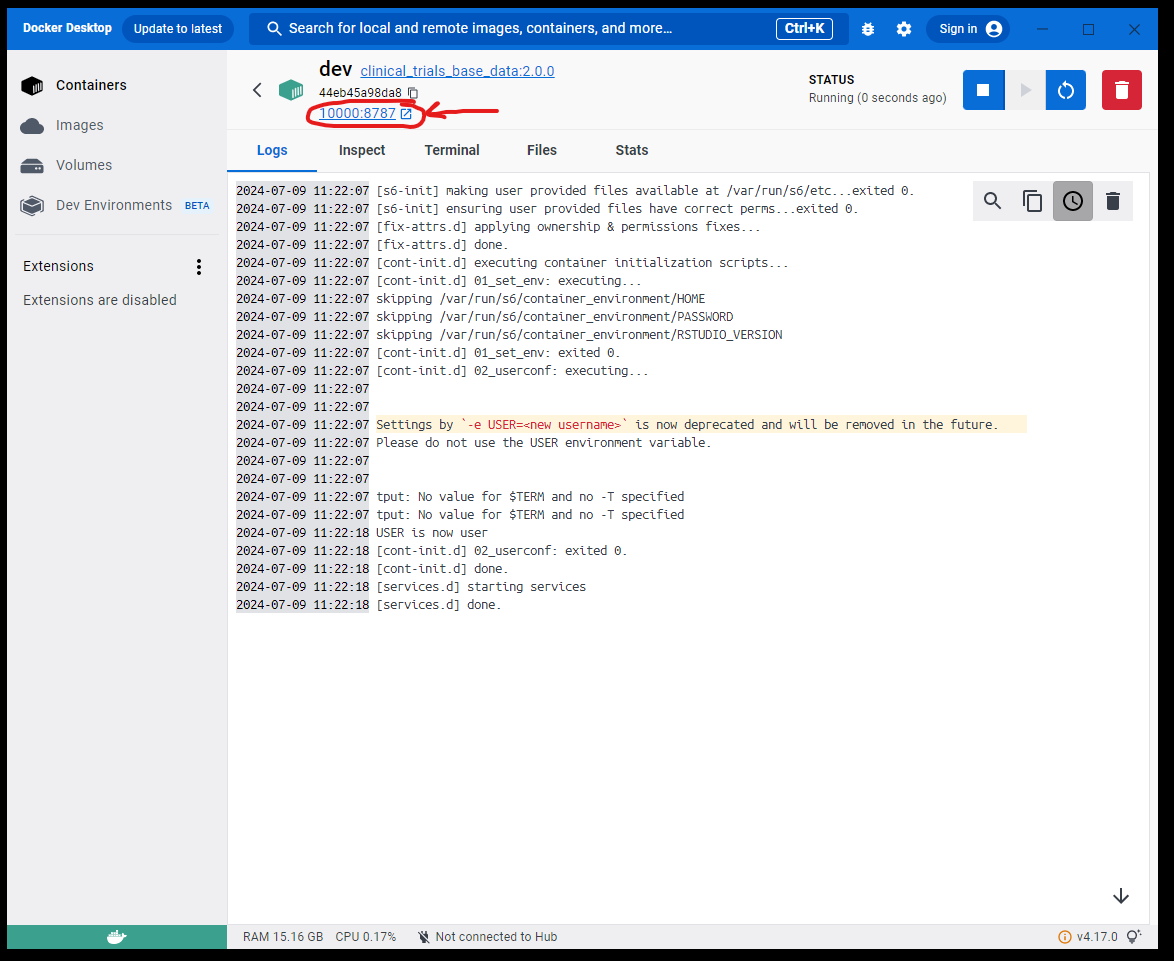 Docker Desktop Update to latest Search for local and remote images, containers, and more... Ctrl+K Sign in
Containers
Images
Volumes
Dev Environments BETA
Extensions
Extensions are disabled
dev clinical_trials_base_data:2.0.0
44eb45a98da8
10000:8787
STATUS
Running (0 seconds ago)
Logs Inspect Terminal Files Stats
2024-07-09 11:22:07 [s6-init] making user provided files available at /var/run/s6/etc...exited 0.
2024-07-09 11:22:07 [s6-init] ensuring user provided files have correct perms...exited 0.
2024-07-09 11:22:07 [fix-attrs.d] applying ownership & permissions fixes...
2024-07-09 11:22:07 [fix-attrs.d] done.
2024-07-09 11:22:07 [cont-init.d] executing container initialization scripts...
2024-07-09 11:22:07 [cont-init.d] 01_set_env: executing...
2024-07-09 11:22:07 skipping /var/run/s6/container_environment/HOME
2024-07-09 11:22:07 skipping /var/run/s6/container_environment/PASSWORD
2024-07-09 11:22:07 skipping /var/run/s6/container_environment/RSTUDIO_VERSION
2024-07-09 11:22:07 [cont-init.d] 01_set_env: exited 0.
2024-07-09 11:22:07 [cont-init.d] 02_userconf: executing...
2024-07-09 11:22:07
2024-07-09 11:22:07
2024-07-09 11:22:07 Settings by `-e USER=<new username>` is now deprecated and will be removed in the future.
2024-07-09 11:22:07 Please do not use the USER environment variable.
2024-07-09 11:22:07
2024-07-09 11:22:07
2024-07-09 11:22:07 tput: No value for $TERM and no -T specified
2024-07-09 11:22:07 tput: No value for $TERM and no -T specified
2024-07-09 11:22:18 USER is now user
2024-07-09 11:22:18 [cont-init.d] 02_userconf: exited 0.
2024-07-09 11:22:18 [cont-init.d] done.
2024-07-09 11:22:18 [services.d] starting services
2024-07-09 11:22:18 [services.d] done.
RAM 15.16 GB CPU 0.17% Not connected to Hub v4.17.0